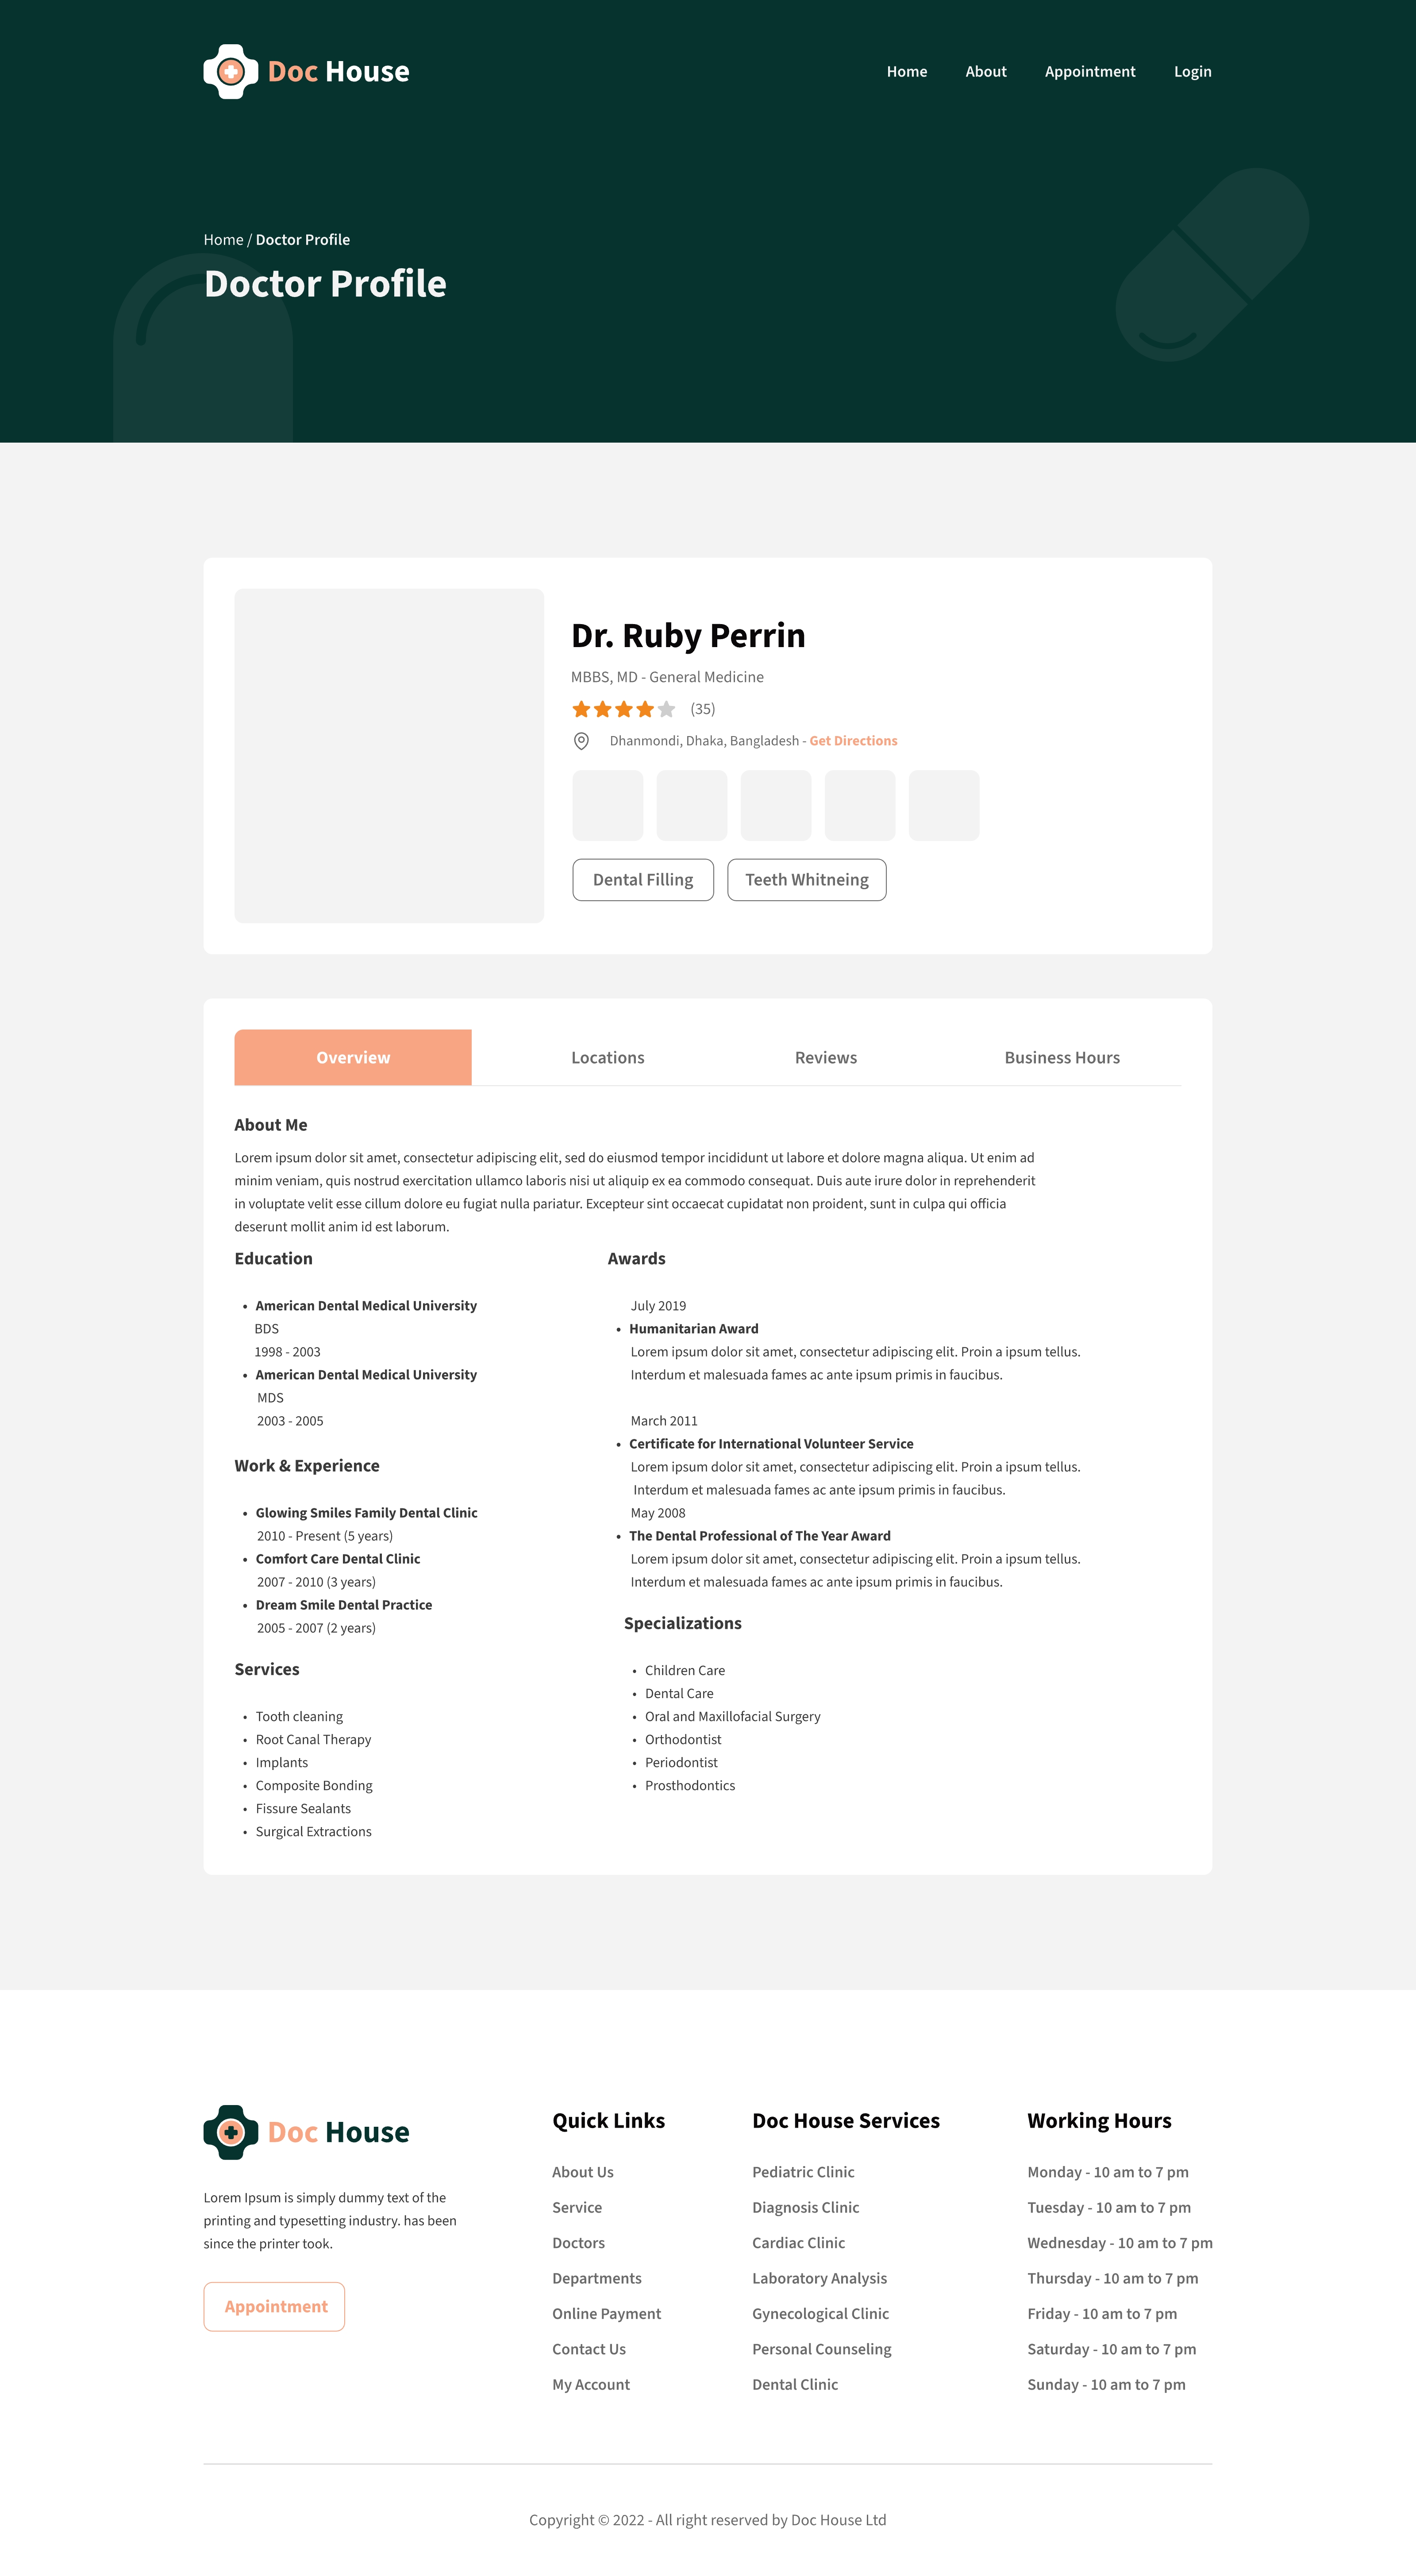 Doc House
Home About Appointment Login
Home / Doctor Profile
Doctor Profile
Dr. Ruby Perrin
MBBS, MD - General Medicine
(35)
Dhanmondi, Dhaka, Bangladesh - Get Directions
Dental Filling Teeth Whitneing
Overview Locations Reviews Business Hours
About Me
Lorem ipsum dolor sit amet, consectetur adipiscing elit, sed do eiusmod tempor incididunt ut labore et dolore magna aliqua. Ut enim ad
minim veniam, quis nostrud exercitation ullamco laboris nisi ut aliquip ex ea commodo consequat. Duis aute irure dolor in reprehenderit
in voluptate velit esse cillum dolore eu fugiat nulla pariatur. Excepteur sint occaecat cupidatat non proident, sunt in culpa qui officia
deserunt mollit anim id est laborum.
Education
• American Dental Medical University
BDS
1998 - 2003
• American Dental Medical University
MDS
2003 - 2005
Work & Experience
• Glowing Smiles Family Dental Clinic
2010 - Present (5 years)
• Comfort Care Dental Clinic
2007 - 2010 (3 years)
• Dream Smile Dental Practice
2005 - 2007 (2 years)
Services
• Tooth cleaning
• Root Canal Therapy
• Implants
• Composite Bonding
• Fissure Sealants
• Surgical Extractions
Awards
July 2019
• Humanitarian Award
Lorem ipsum dolor sit amet, consectetur adipiscing elit. Proin a ipsum tellus.
Interdum et malesuada fames ac ante ipsum primis in faucibus.
March 2011
• Certificate for International Volunteer Service
Lorem ipsum dolor sit amet, consectetur adipiscing elit. Proin a ipsum tellus.
Interdum et malesuada fames ac ante ipsum primis in faucibus.
May 2008
• The Dental Professional of The Year Award
Lorem ipsum dolor sit amet, consectetur adipiscing elit. Proin a ipsum tellus.
Interdum et malesuada fames ac ante ipsum primis in faucibus.
Specializations
• Children Care
• Dental Care
• Oral and Maxillofacial Surgery
• Orthodontist
• Periodontist
• Prosthodontics
Doc House
Lorem Ipsum is simply dummy text of the
printing and typesetting industry. has been
since the printer took.
Appointment
Quick Links
About Us
Service
Doctors
Departments
Online Payment
Contact Us
My Account
Doc House Services
Pediatric Clinic
Diagnosis Clinic
Cardiac Clinic
Laboratory Analysis
Gynecological Clinic
Personal Counseling
Dental Clinic
Working Hours
Monday - 10 am to 7 pm
Tuesday - 10 am to 7 pm
Wednesday - 10 am to 7 pm
Thursday - 10 am to 7 pm
Friday - 10 am to 7 pm
Saturday - 10 am to 7 pm
Sunday - 10 am to 7 pm
Copyright © 2022 - All right reserved by Doc House Ltd